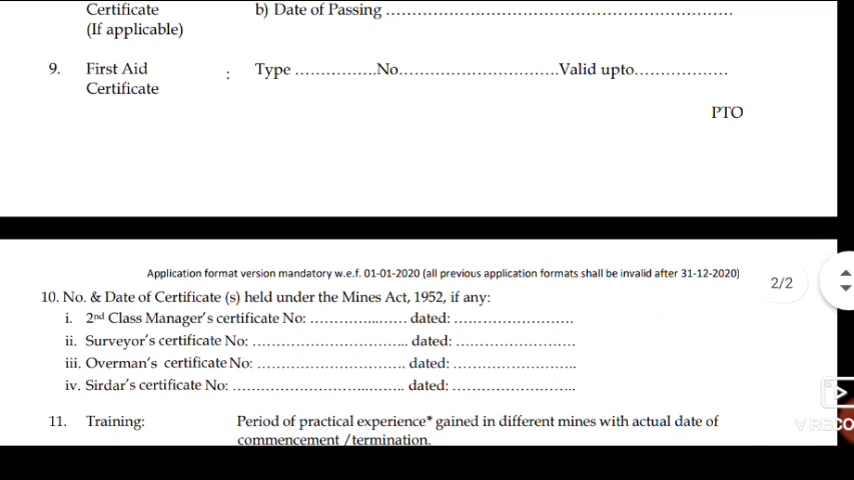 Certificate b) Date of Passing ……………………………………………………………
(If applicable)
9. First Aid : Type …………….No………………………….Valid upto………………
Certificate
PTO
Application format version mandatory w.e.f. 01-01-2020 (all previous application formats shall be invalid after 31-12-2020)
2/2
10. No. & Date of Certificate (s) held under the Mines Act, 1952, if any:
i. 2nd Class Manager's certificate No: ………………... dated: ……………………
ii. Surveyor's certificate No: …………………………... dated: ……………………
iii. Overman's certificate No: ………………………… dated: …………………….
iv. Sirdar's certificate No: ……………………………. dated: …………………….
11. Training: Period of practical experience* gained in different mines with actual date of
commencement /termination.
V RECO